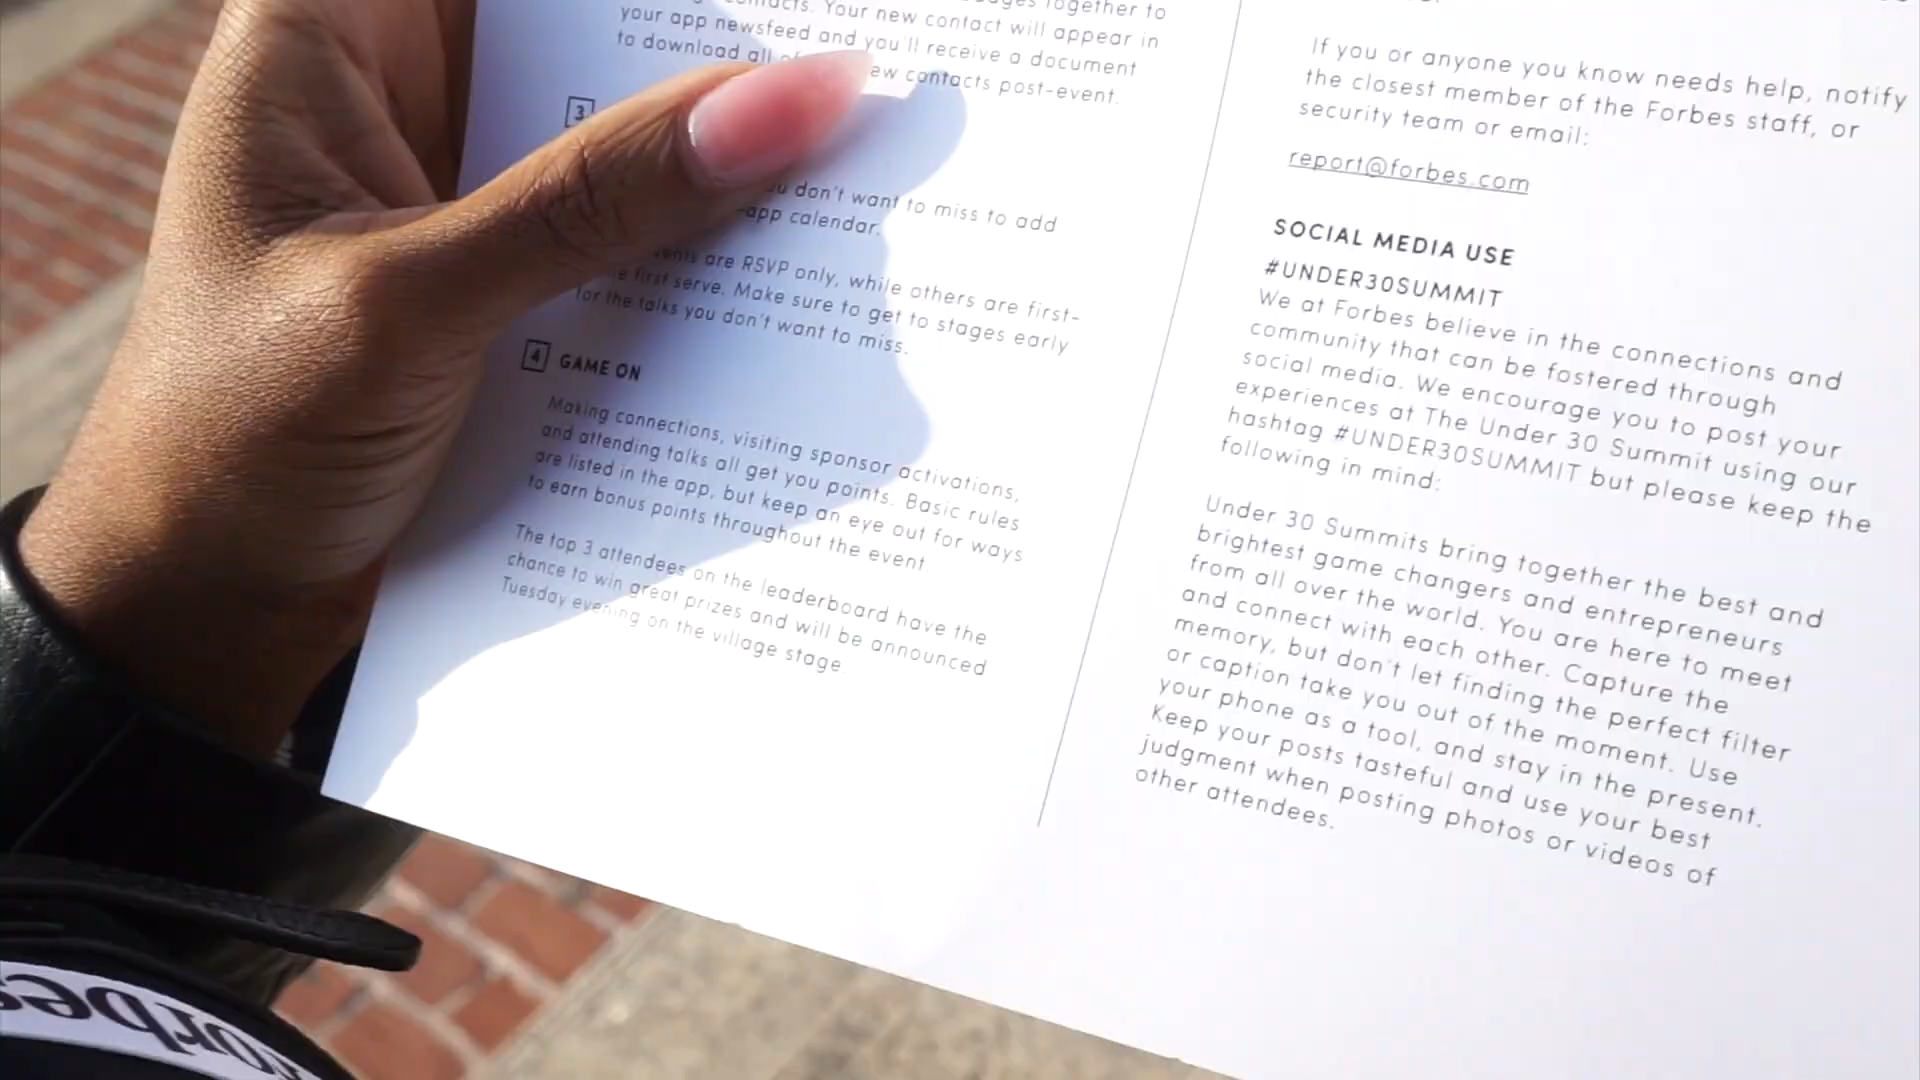 together to
Your new contact will appear in
your app newsfeed and you'll receive a document
to download all contacts post-event.
3
don't want to miss to add
-app calendar.
are RSVP only, while others are first-
first serve. Make sure to get to stages early
for the talks you don't want to miss.
4 GAME ON
Making connections, visiting sponsor activations,
and attending talks all get you points. Basic rules
are listed in the app, but keep an eye out for ways
to earn bonus points throughout the event
The top 3 attendees on the leaderboard have the
chance to win great prizes and will be announced
Tuesday evening on the village stage.
If you or anyone you know needs help, notify
the closest member of the Forbes staff, or
security team or email:
report@forbes.com
SOCIAL MEDIA USE
#UNDER30SUMMIT
We at Forbes believe in the connections and
community that can be fostered through
social media. We encourage you to post your
experiences at The Under 30 Summit using our
hashtag #UNDER30SUMMIT but please keep the
following in mind:
Under 30 Summits bring together the best and
brightest game changers and entrepreneurs
from all over the world. You are here to meet
and connect with each other. Capture the
memory, but don't let finding the perfect filter
or caption take you out of the moment. Use
your phone as a tool, and stay in the present.
Keep your posts tasteful and use your best
judgment when posting photos or videos of
other attendees.